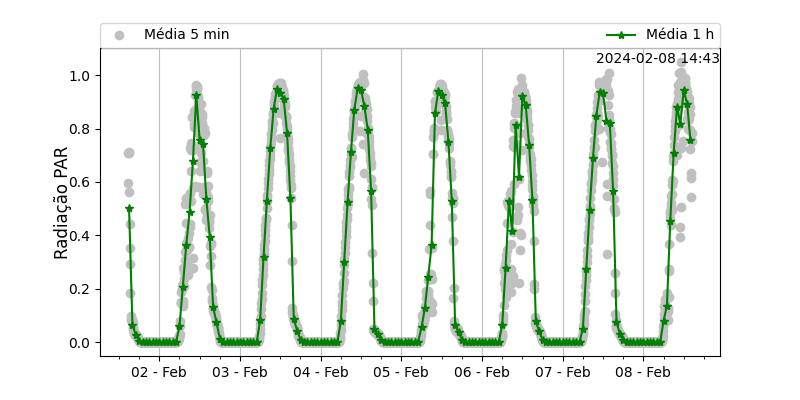 Média 5 min
Média 1 h
2024-02-08 14:43
Radiação PAR
1.0
0.8
0.6
0.4
0.2
0.0
02 - Feb
03 - Feb
04 - Feb
05 - Feb
06 - Feb
07 - Feb
08 - Feb